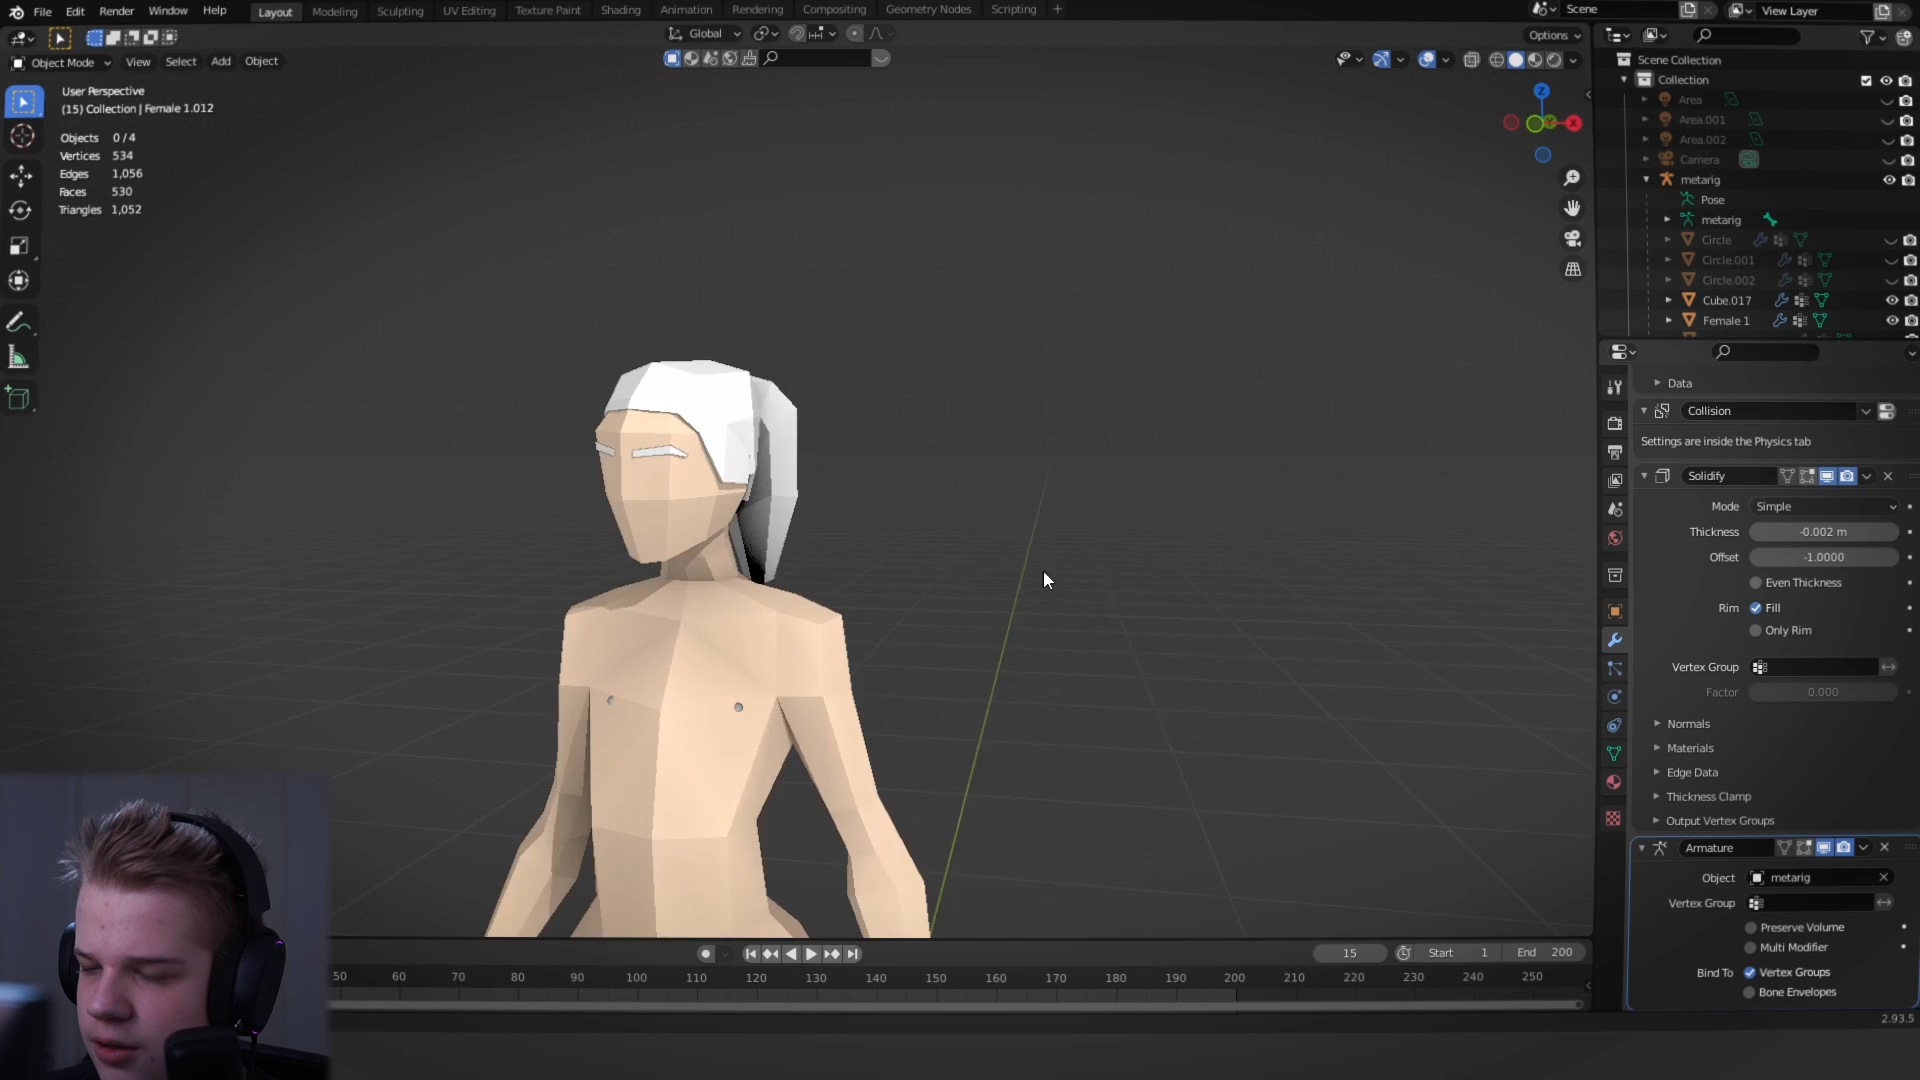 File Edit Render Window Help Layout Modeling Sculpting UV Editing Texture Paint Shading Animation Rendering Compositing Geometry Nodes Scripting + Scene View Layer
Global Options
Object Mode View Select Add Object
User Perspective
(15) Collection | Female 1.012
Objects 0 / 4
Vertices 534
Edges 1,056
Faces 530
Triangles 1,052
Z
X
Scene Collection
Collection
Area
Area.001
Area.002
Camera
metarig
Pose
metarig
Circle
Circle.001
Circle.002
Cube.017
Female 1
Data
Collision
Settings are inside the Physics tab
Solidify
Mode Simple
Thickness -0.002 m
Offset -1.0000
Even Thickness
Rim Fill
Only Rim
Vertex Group
Factor 0.000
Normals
Materials
Edge Data
Thickness Clamp
Output Vertex Groups
Armature
Object metarig
Vertex Group
Preserve Volume
Multi Modifier
Bind To Vertex Groups
Bone Envelopes
15 Start 1 End 200
50 60 70 80 90 100 110 120 130 140 150 160 170 180 190 200 210 220 230 240 250
2.93.5